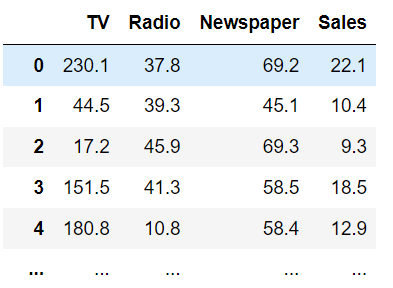 TV Radio Newspaper Sales
0 230.1 37.8 69.2 22.1
1 44.5 39.3 45.1 10.4
2 17.2 45.9 69.3 9.3
3 151.5 41.3 58.5 18.5
4 180.8 10.8 58.4 12.9
... ... ... ... ...